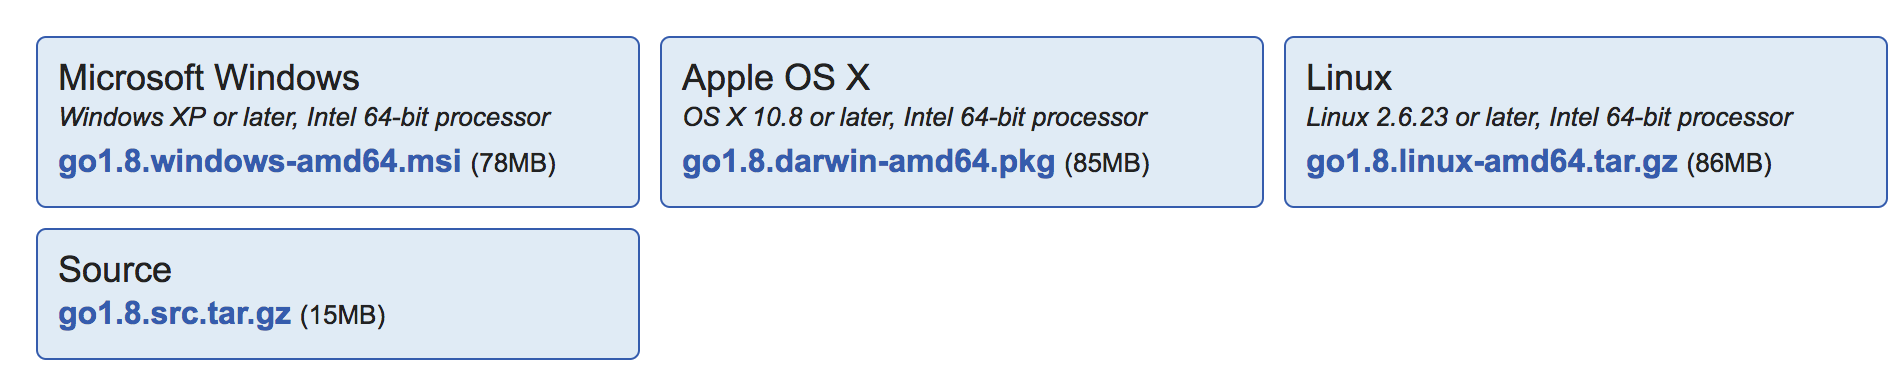 Microsoft Windows
Windows XP or later, Intel 64-bit processor
go1.8.windows-amd64.msi (78MB)
Apple OS X
OS X 10.8 or later, Intel 64-bit processor
go1.8.darwin-amd64.pkg (85MB)
Linux
Linux 2.6.23 or later, Intel 64-bit processor
go1.8.linux-amd64.tar.gz (86MB)
Source
go1.8.src.tar.gz (15MB)